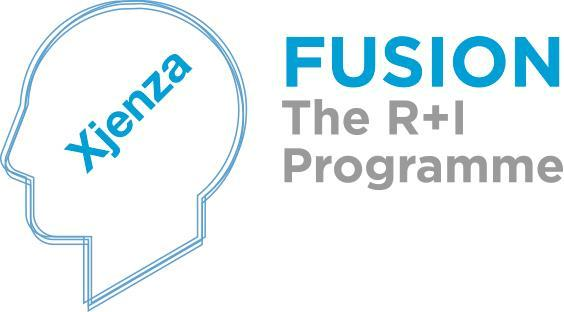 Xjenza
FUSION
The R+I
Programme